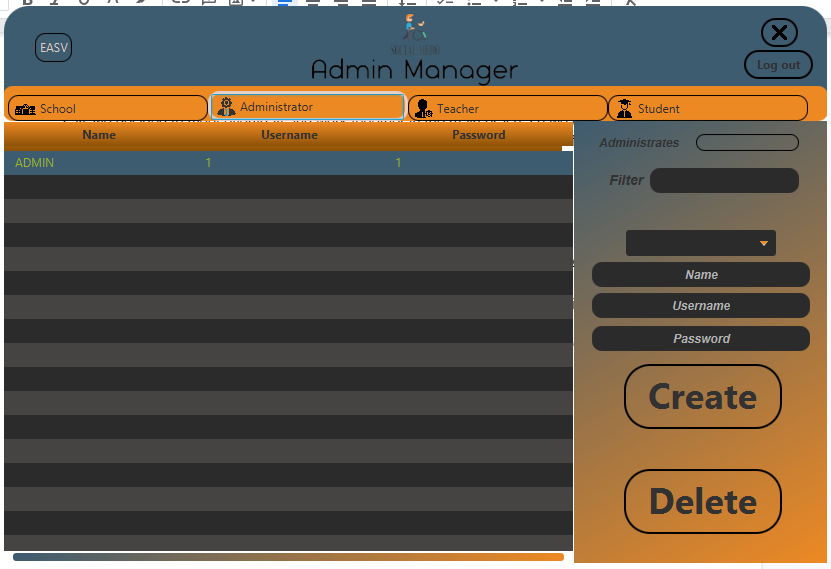 EASV
SOCIAL HERO
Admin Manager
Log out
School
Administrator
Teacher
Student
Name Username Password
ADMIN 1 1
Administrates
Filter
Name
Username
Password
Create
Delete